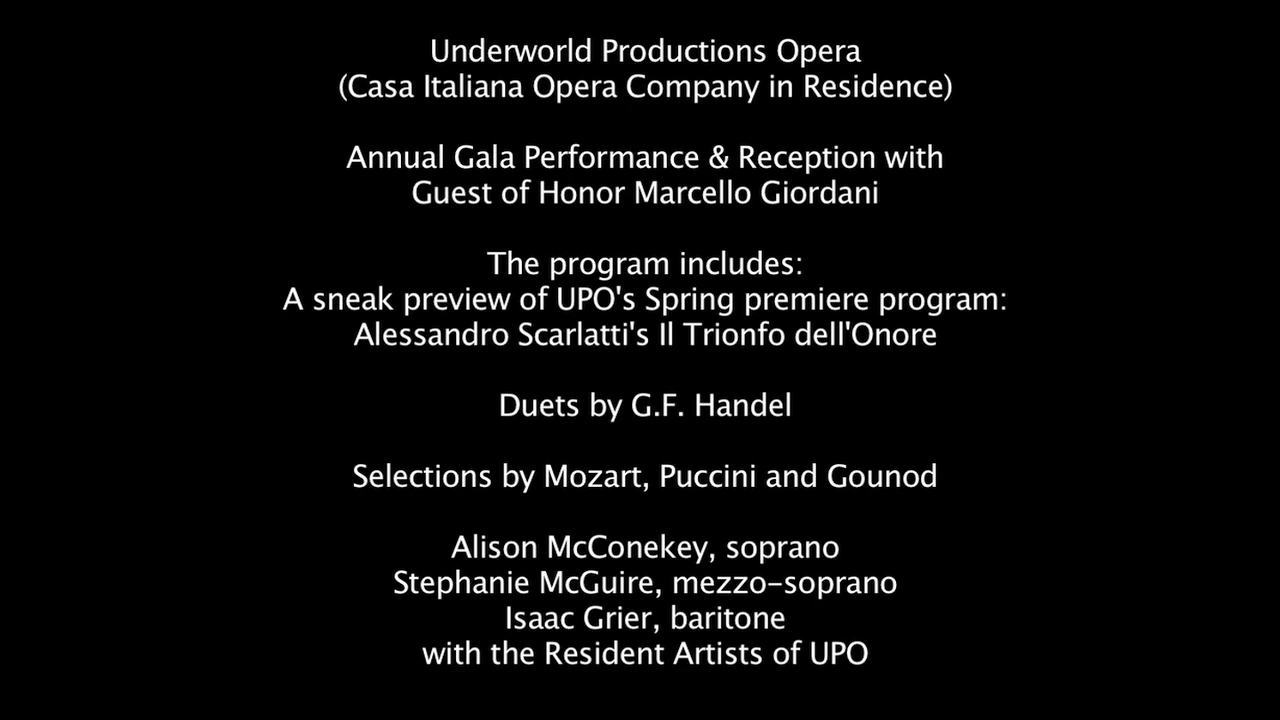 Underworld Productions Opera
(Casa Italiana Opera Company in Residence)
Annual Gala Performance & Reception with
Guest of Honor Marcello Giordani
The program includes:
A sneak preview of UPO's Spring premiere program:
Alessandro Scarlatti's Il Trionfo dell'Onore
Duets by G.F. Handel
Selections by Mozart, Puccini and Gounod
Alison McConekey, soprano
Stephanie McGuire, mezzo-soprano
Isaac Grier, baritone
with the Resident Artists of UPO